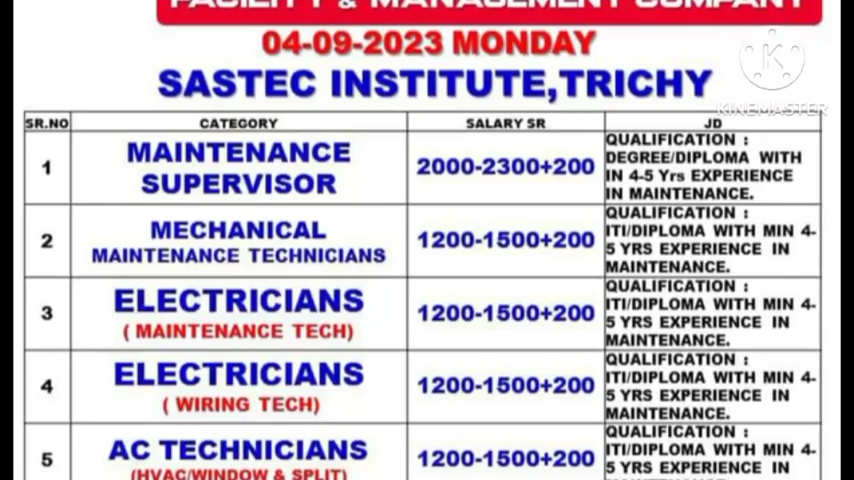 FACILITY & MANAGEMENT COMPANY
04-09-2023 MONDAY
SASTEC INSTITUTE,TRICHY
KINEMASTER
SR.NO CATEGORY SALARY SR JD
1 MAINTENANCE SUPERVISOR 2000-2300+200 QUALIFICATION :
DEGREE/DIPLOMA WITH
IN 4-5 Yrs EXPERIENCE
IN MAINTENANCE.
2 MECHANICAL
MAINTENANCE TECHNICIANS 1200-1500+200 QUALIFICATION :
ITI/DIPLOMA WITH MIN 4-
5 YRS EXPERIENCE IN
MAINTENANCE.
3 ELECTRICIANS
( MAINTENANCE TECH) 1200-1500+200 QUALIFICATION :
ITI/DIPLOMA WITH MIN 4-
5 YRS EXPERIENCE IN
MAINTENANCE.
4 ELECTRICIANS
( WIRING TECH) 1200-1500+200 QUALIFICATION :
ITI/DIPLOMA WITH MIN 4-
5 YRS EXPERIENCE IN
MAINTENANCE.
5 AC TECHNICIANS
(HVAC/WINDOW & SPLIT) 1200-1500+200 QUALIFICATION :
ITI/DIPLOMA WITH MIN 4-
5 YRS EXPERIENCE IN